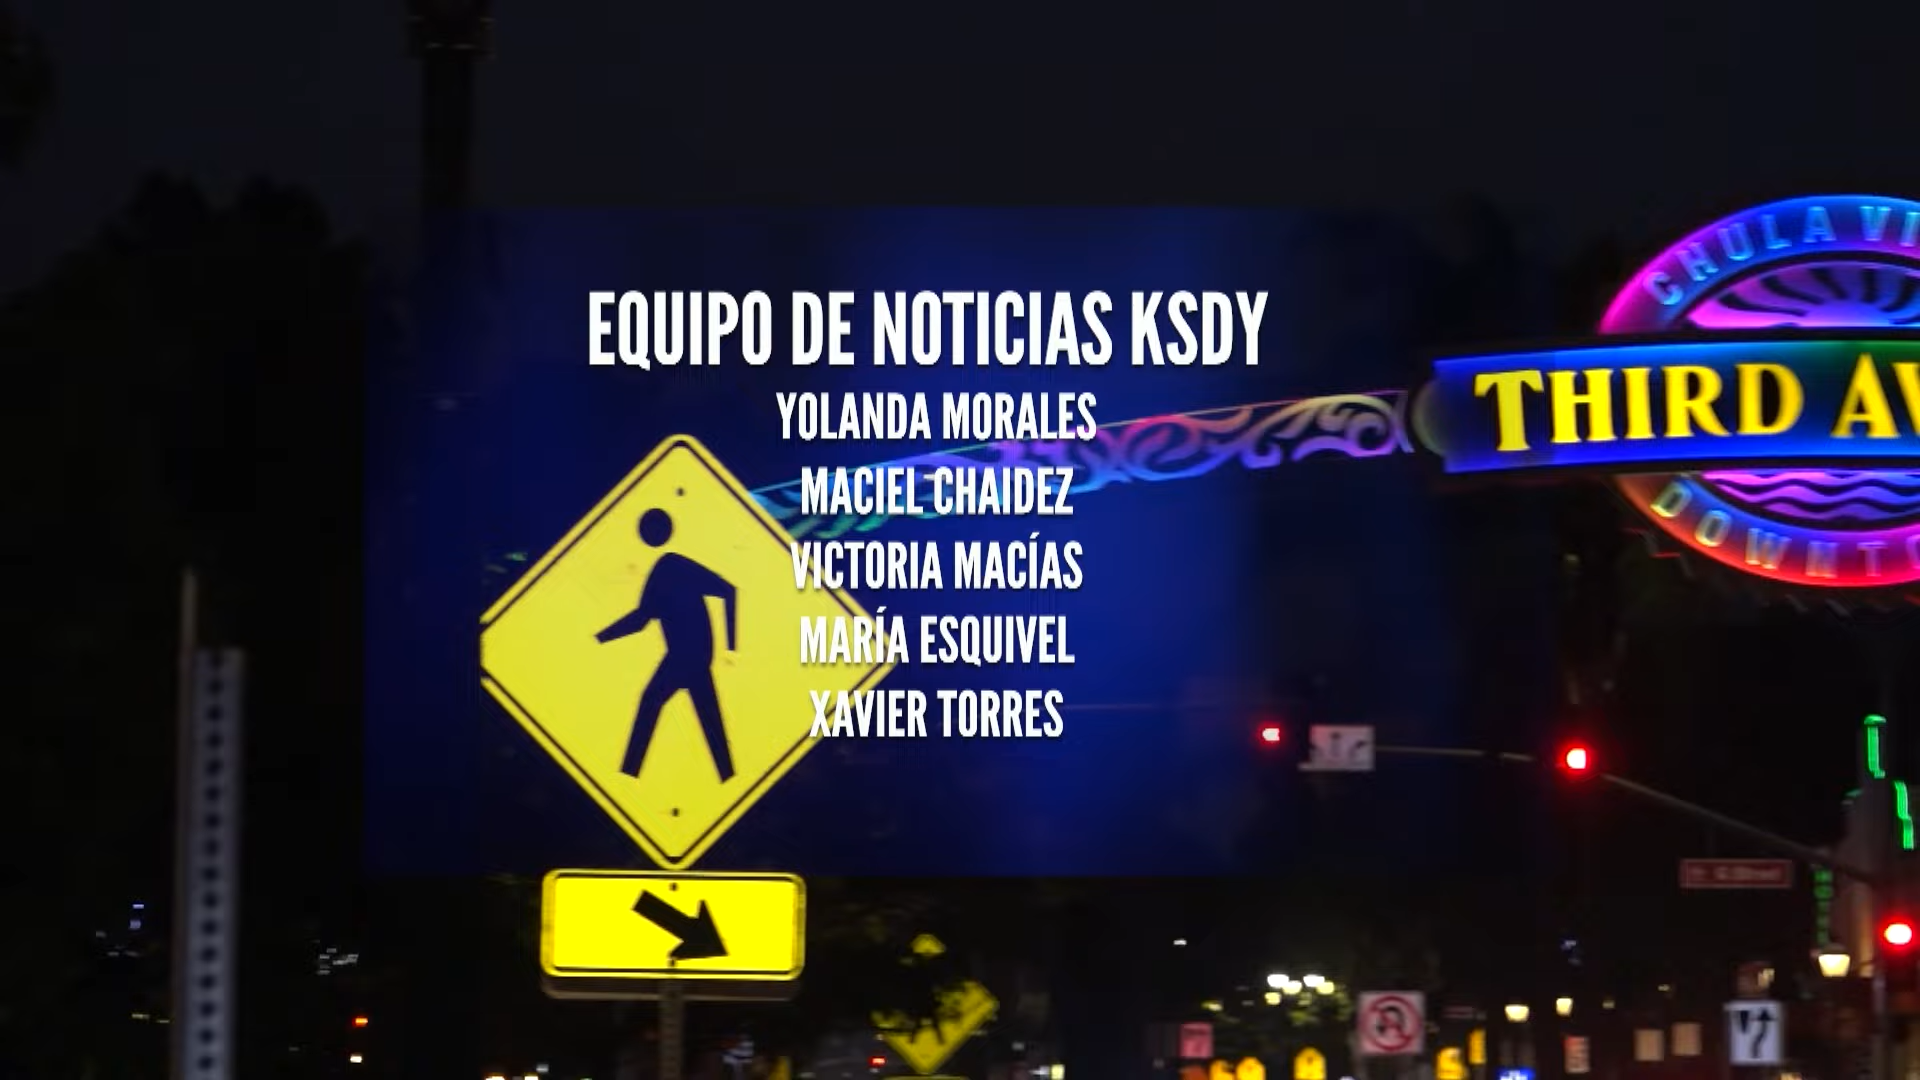 EQUIPO DE NOTICIAS KSDY
YOLANDA MORALES
MACIEL CHAIDEZ
VICTORIA MACÍAS
MARÍA ESQUIVEL
XAVIER TORRES
CHULA VI
THIRD AV
DOWNTO